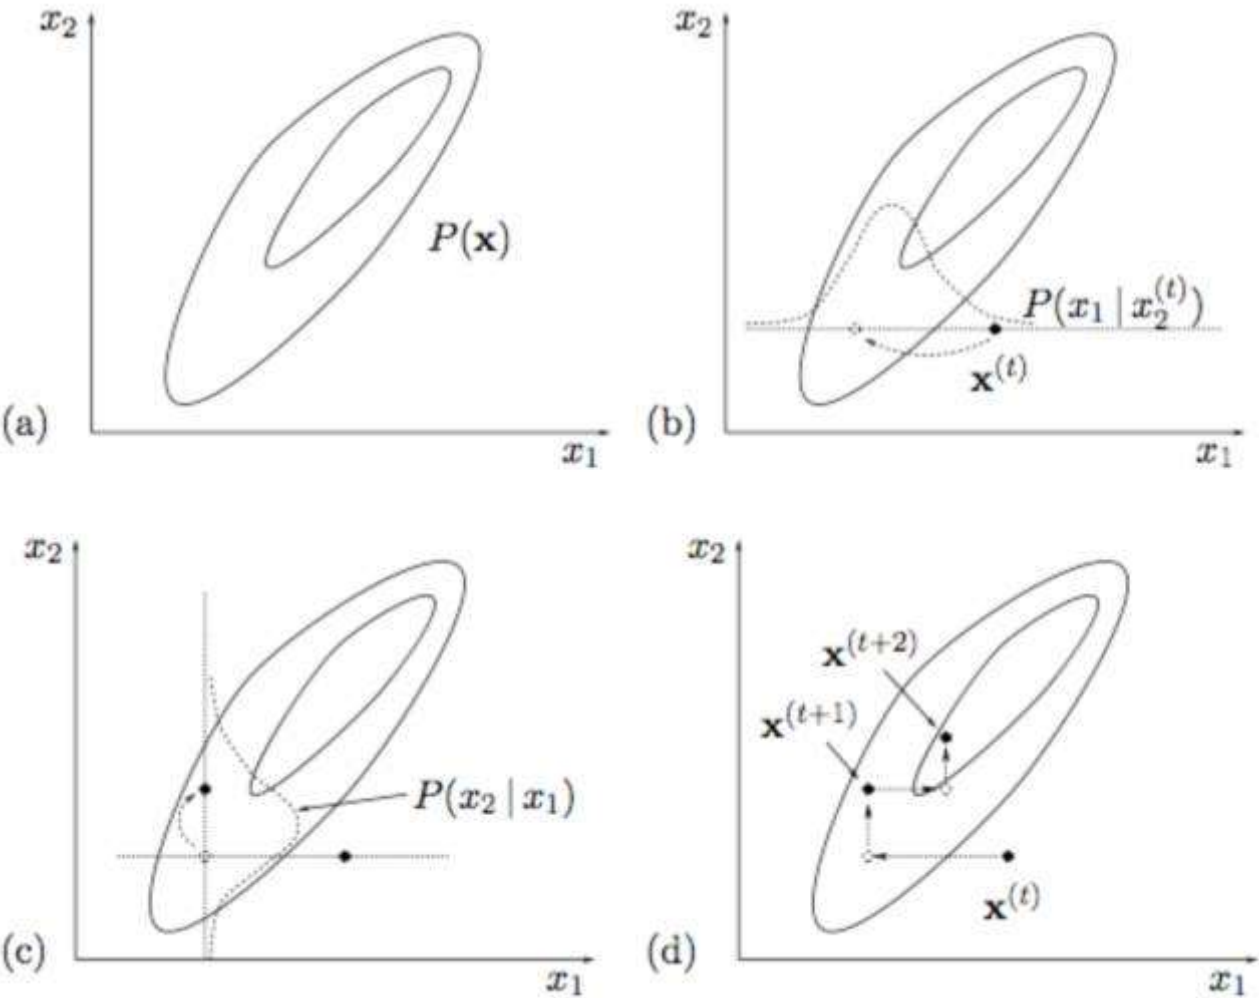 x₂
P(x)
(a)
x₁
x₂
P(x₁ | x₂⁽ᵗ⁾)
x⁽ᵗ⁾
(b)
x₁
x₂
P(x₂ | x₁)
(c)
x₁
x₂
x⁽ᵗ⁺²⁾
x⁽ᵗ⁺¹⁾
x⁽ᵗ⁾
(d)
x₁